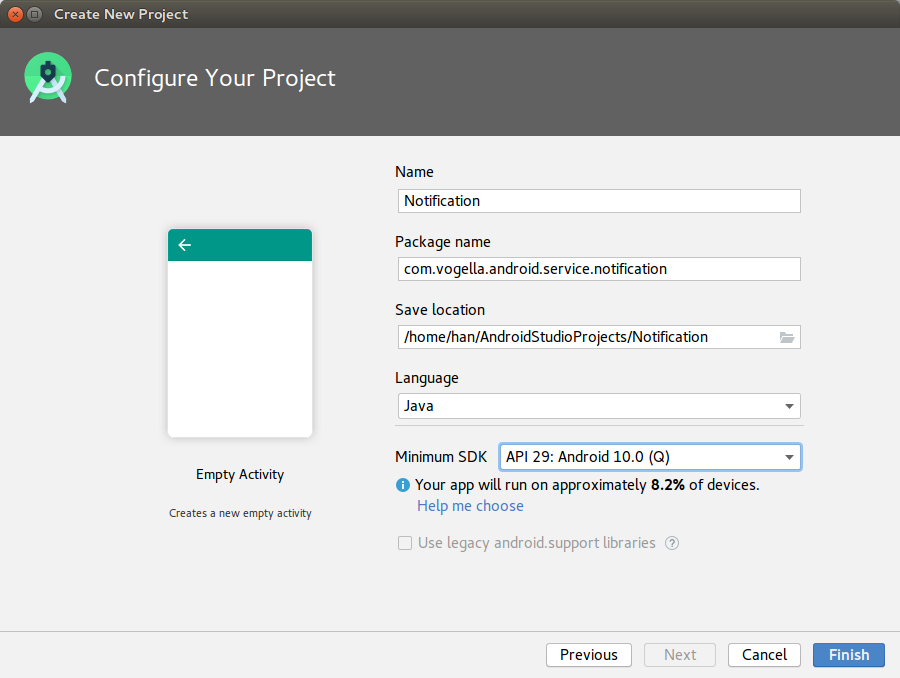 Create New Project
Configure Your Project
Name
Notification
Package name
com.vogella.android.service.notification
Save location
/home/han/AndroidStudioProjects/Notification
Language
Java
Minimum SDK API 29: Android 10.0 (Q)
Your app will run on approximately 8.2% of devices.
Help me choose
Use legacy android.support libraries ?
Empty Activity
Creates a new empty activity
Previous Next Cancel Finish